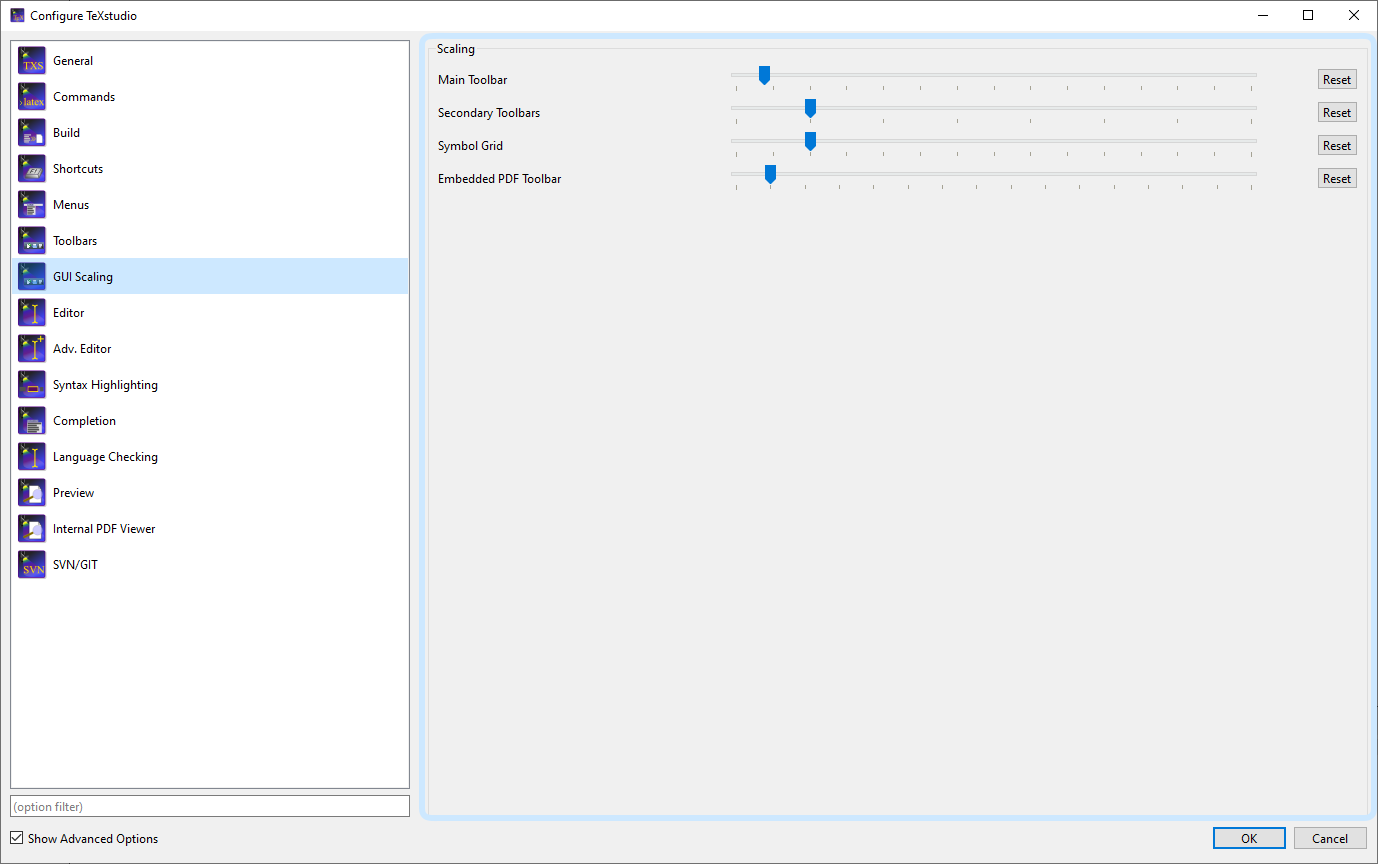 Configure TeXstudio
TXS
General
›latex
Commands
Build
Shortcuts
Menus
Toolbars
GUI Scaling
Editor
Adv. Editor
Syntax Highlighting
Completion
Language Checking
Preview
Internal PDF Viewer
SVN
SVN/GIT
(option filter)
Show Advanced Options
Scaling
Main Toolbar
Reset
Secondary Toolbars
Reset
Symbol Grid
Reset
Embedded PDF Toolbar
Reset
OK
Cancel